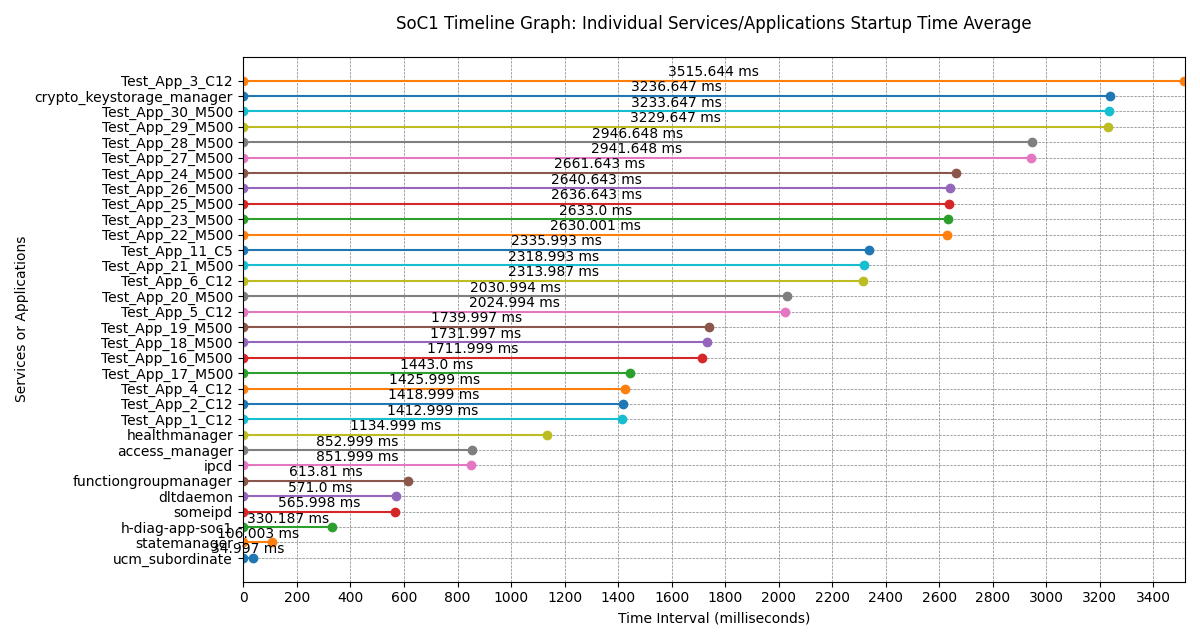 SoC1 Timeline Graph: Individual Services/Applications Startup Time Average
Services or Applications
Test_App_3_C12 3515.644 ms
crypto_keystorage_manager 3236.647 ms
Test_App_30_M500 3233.647 ms
Test_App_29_M500 3229.647 ms
Test_App_28_M500 2946.648 ms
Test_App_27_M500 2941.648 ms
Test_App_24_M500 2661.643 ms
Test_App_26_M500 2640.643 ms
Test_App_25_M500 2636.643 ms
Test_App_23_M500 2633.0 ms
Test_App_22_M500 2630.001 ms
Test_App_11_C5 2335.993 ms
Test_App_21_M500 2318.993 ms
Test_App_6_C12 2313.987 ms
Test_App_20_M500 2030.994 ms
Test_App_5_C12 2024.994 ms
Test_App_19_M500 1739.997 ms
Test_App_18_M500 1731.997 ms
Test_App_16_M500 1711.999 ms
Test_App_17_M500 1443.0 ms
Test_App_4_C12 1425.999 ms
Test_App_2_C12 1418.999 ms
Test_App_1_C12 1412.999 ms
healthmanager 1134.999 ms
access_manager 852.999 ms
ipcd 851.999 ms
functiongroupmanager 613.81 ms
dltdaemon 571.0 ms
someipd 565.998 ms
h-diag-app-soc1 330.187 ms
statemanager 106.003 ms
ucm_subordinate 34.997 ms
0 200 400 600 800 1000 1200 1400 1600 1800 2000 2200 2400 2600 2800 3000 3200 3400
Time Interval (milliseconds)